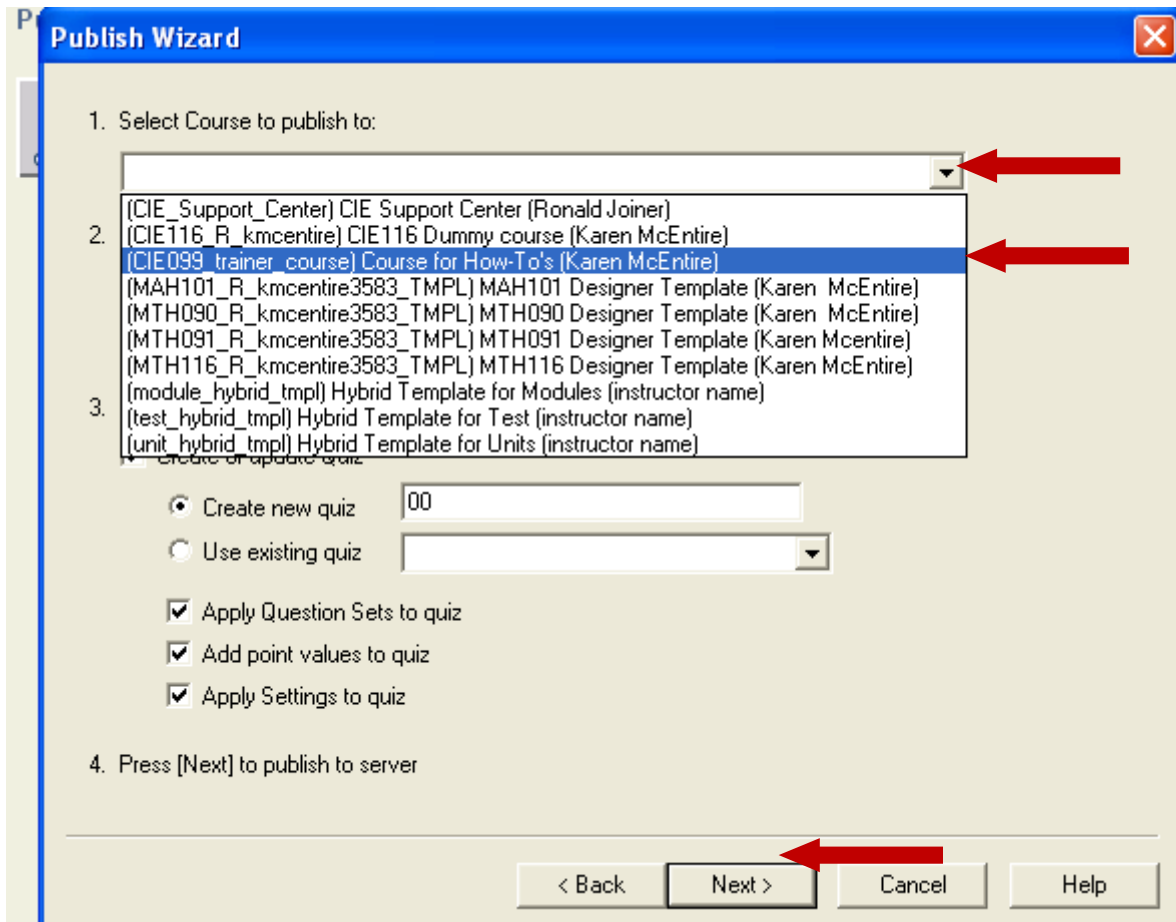 Publish Wizard
1. Select Course to publish to:
(CIE_Support_Center) CIE Support Center (Ronald Joiner)
2.
(CIE116_R_kmcentire) CIE116 Dummy course (Karen McEntire)
(CIE099_trainer_course) Course for How-To's (Karen McEntire)
(MAH101_R_kmcentire3583_TMPL) MAH101 Designer Template (Karen  McEntire)
(MTH090_R_kmcentire3583_TMPL) MTH090 Designer Template (Karen  McEntire)
(MTH091_R_kmcentire3583_TMPL) MTH091 Designer Template (Karen Mcentire)
(MTH116_R_kmcentire3583_TMPL) MTH116 Designer Template (Karen McEntire)
(module_hybrid_tmpl) Hybrid Template for Modules (instructor name)
3.
(test_hybrid_tmpl) Hybrid Template for Test (instructor name)
(unit_hybrid_tmpl) Hybrid Template for Units (instructor name)
Create or update quiz
Create new quiz 00
Use existing quiz
Apply Question Sets to quiz
Add point values to quiz
Apply Settings to quiz
4. Press [Next] to publish to server
< Back Next > Cancel Help